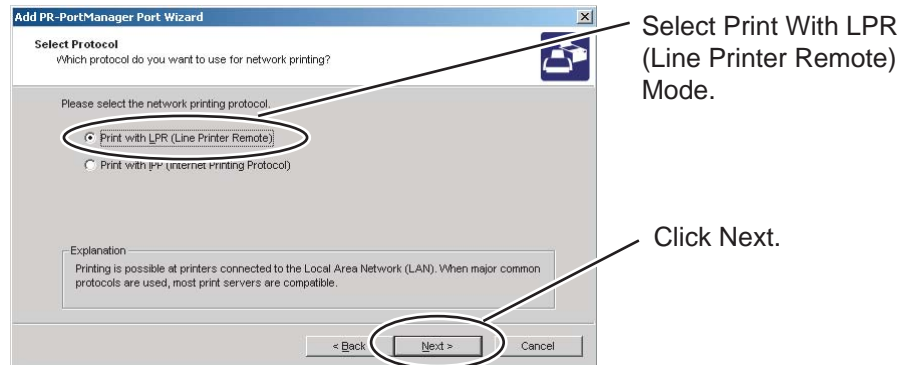 Add PR-PortManager Port Wizard
Select Protocol
Which protocol do you want to use for network printing?
Please select the network printing protocol.
Print with LPR (Line Printer Remote)
Print with IPP (Internet Printing Protocol)
Explanation
Printing is possible at printers connected to the Local Area Network (LAN). When major common
protocols are used, most print servers are compatible.
< Back
Next >
Cancel
Select Print With LPR
(Line Printer Remote)
Mode.
Click Next.